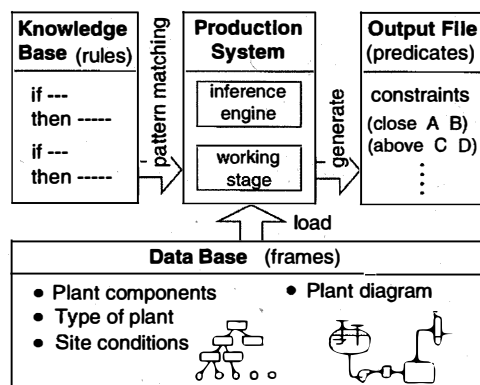 Knowledge
Base (rules)
if ---
then -----
if ---
then -----
pattern matching
Production
System
inference
engine
working
stage
generate
Output File
(predicates)
constraints
(close A B)
(above C D)
load
Data Base (frames)
• Plant components
• Type of plant
• Site conditions
• Plant diagram